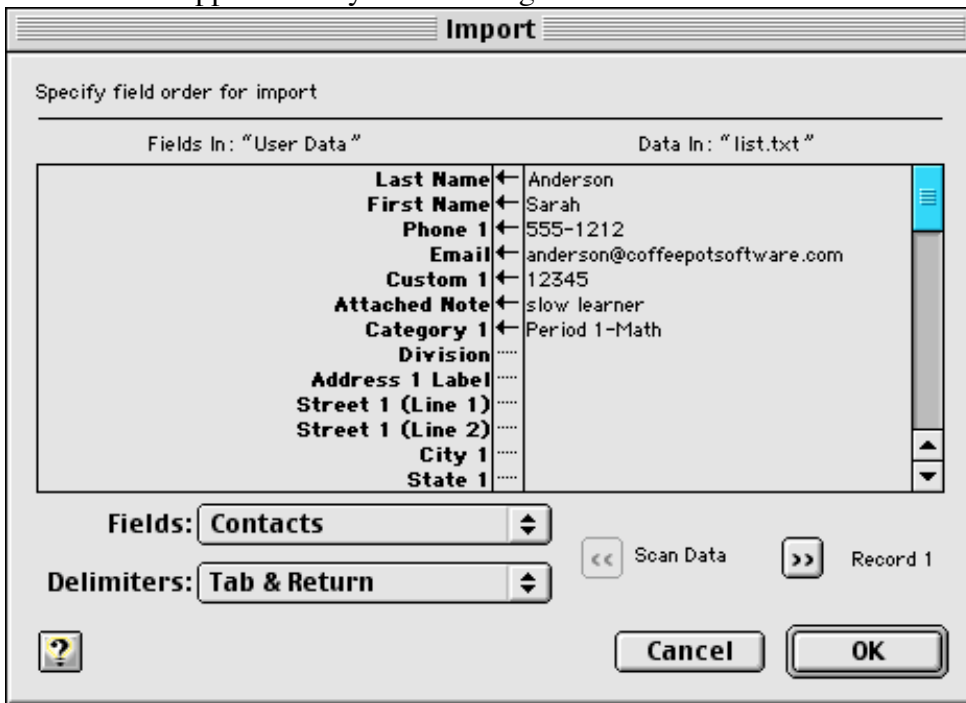 Import
Specify field order for import
Fields In: "User Data" Data In: "list.txt"
Last Name ← Anderson
First Name ← Sarah
Phone 1 ← 555-1212
Email ← anderson@coffeepotsoftware.com
Custom 1 ← 12345
Attached Note ← slow learner
Category 1 ← Period 1-Math
Division
Address 1 Label
Street 1 (Line 1)
Street 1 (Line 2)
City 1
State 1
Fields: Contacts
<< Scan Data >> Record 1
Delimiters: Tab & Return
? Cancel OK